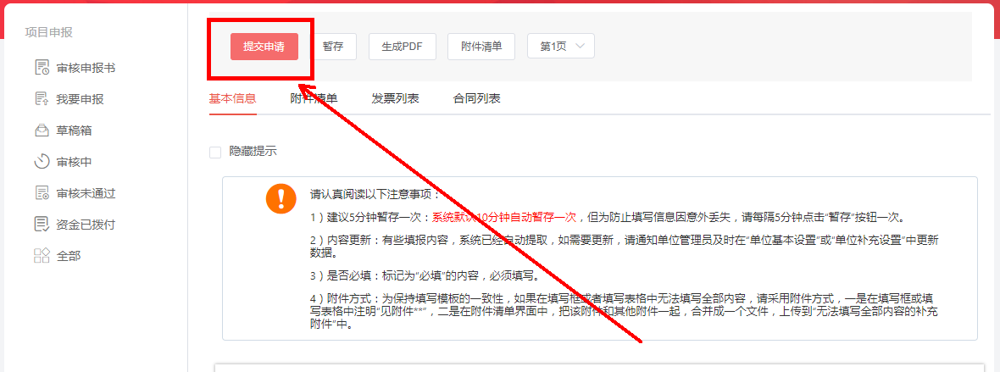 项目申报
审核申报书
我要申报
草稿箱
审核中
审核未通过
资金已拨付
全部
提交申请 暂存 生成PDF 附件清单 第1页
基本信息 附件清单 发票列表 合同列表
隐藏提示
请认真阅读以下注意事项：
1）建议5分钟暂存一次：系统默认10分钟自动暂存一次，但为防止填写信息因意外丢失，请每隔5分钟点击“暂存”按钮一次。
2）内容更新：有些填报内容，系统已经自动提取，如需要更新，请通知单位管理员及时在“单位基本设置”或“单位补充设置”中更新
数据。
3）是否必填：标记为“必填”的内容，必须填写。
4）附件方式：为保持填写模板的一致性，如果在填写框或者填写表格中无法填写全部内容，请采用附件方式，一是在填写框或填
写表格中注明“见附件**”，二是在附件清单界面中，把该附件和其他附件一起，合并成一个文件，上传到“无法填写全部内容的补充
附件”中。